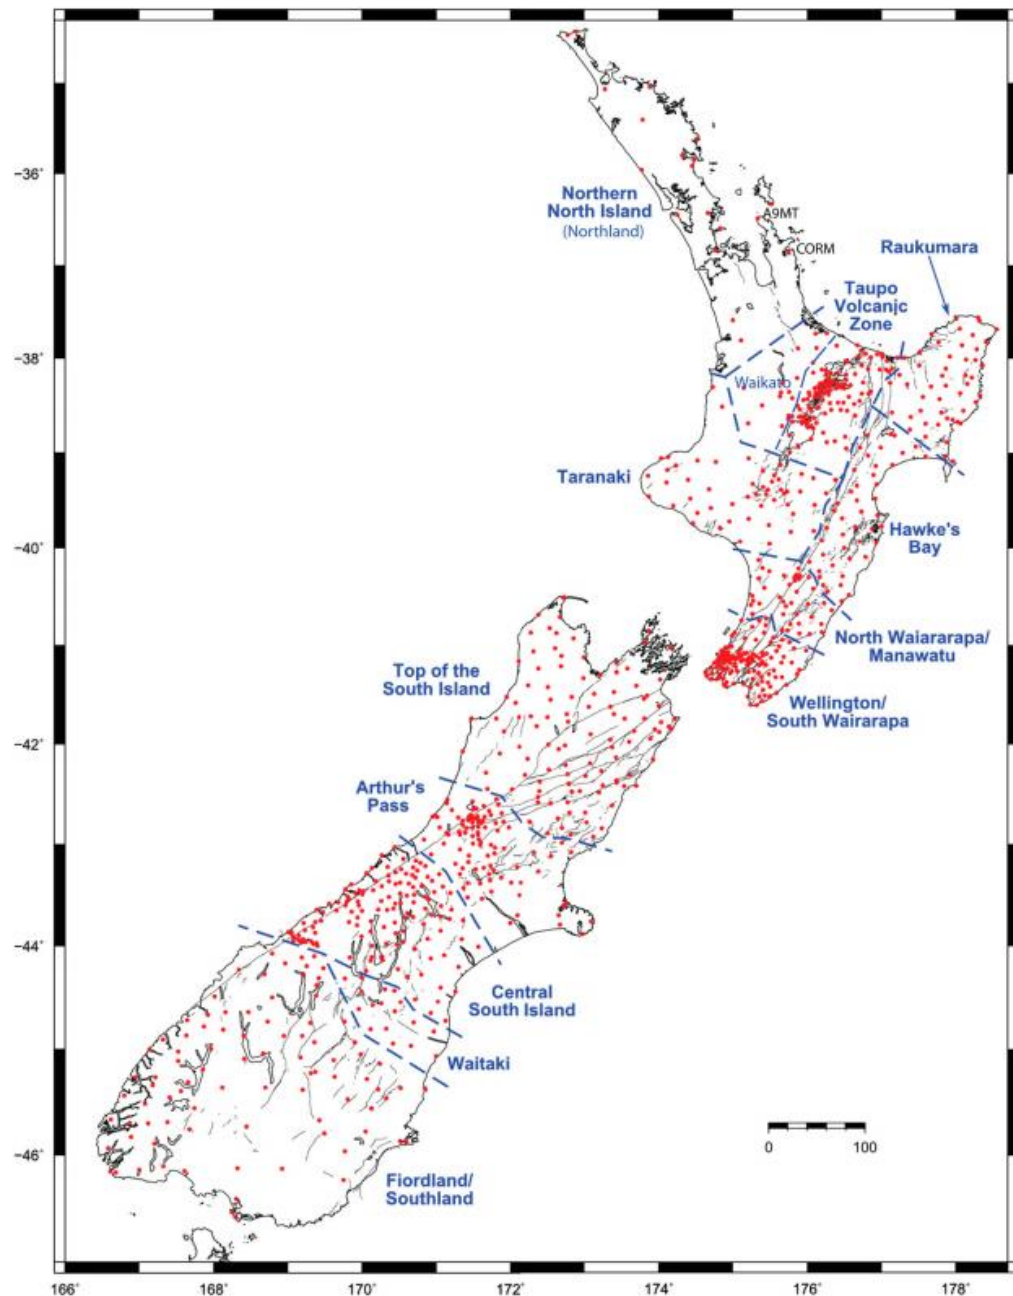 −36°
−38°
−40°
−42°
−44°
−46°
Northern
North Island
(Northland)
A9MT
CORM
Raukumara
Taupo
Volcanic
Zone
Waikato
Taranaki
Hawke's
Bay
North Waiararapa/
Manawatu
Wellington/
South Wairarapa
Top of the
South Island
Arthur's
Pass
Central
South Island
Waitaki
Fiordland/
Southland
0 100
166° 168° 170° 172° 174° 176° 178°